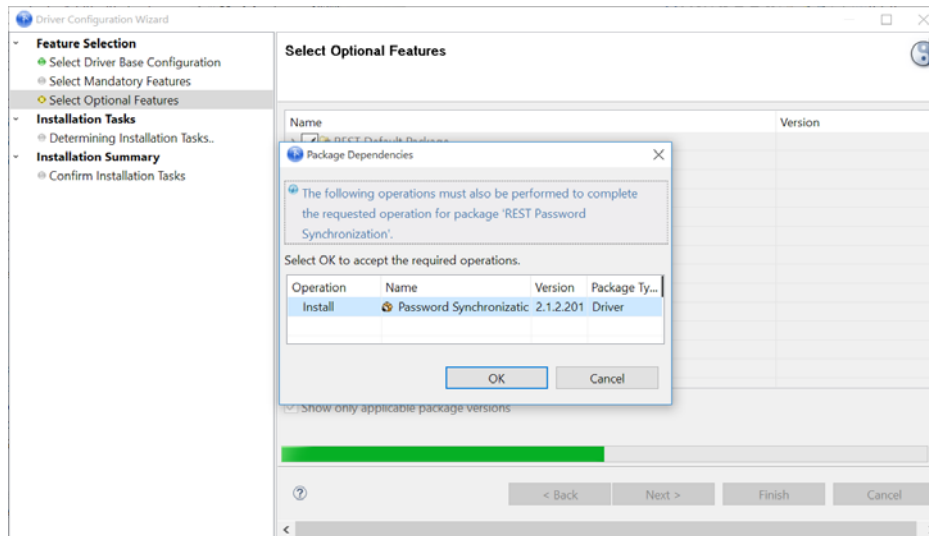 Driver Configuration Wizard
Feature Selection
Select Driver Base Configuration
Select Mandatory Features
Select Optional Features
Installation Tasks
Determining Installation Tasks..
Installation Summary
Confirm Installation Tasks
Select Optional Features
Name Version
REST Default Package
Package Dependencies
The following operations must also be performed to complete
the requested operation for package 'REST Password
Synchronization'.
Select OK to accept the required operations.
Operation Name Version Package Ty...
Install Password Synchronizatic 2.1.2.201 Driver
OK Cancel
Show only applicable package versions
< Back Next > Finish Cancel